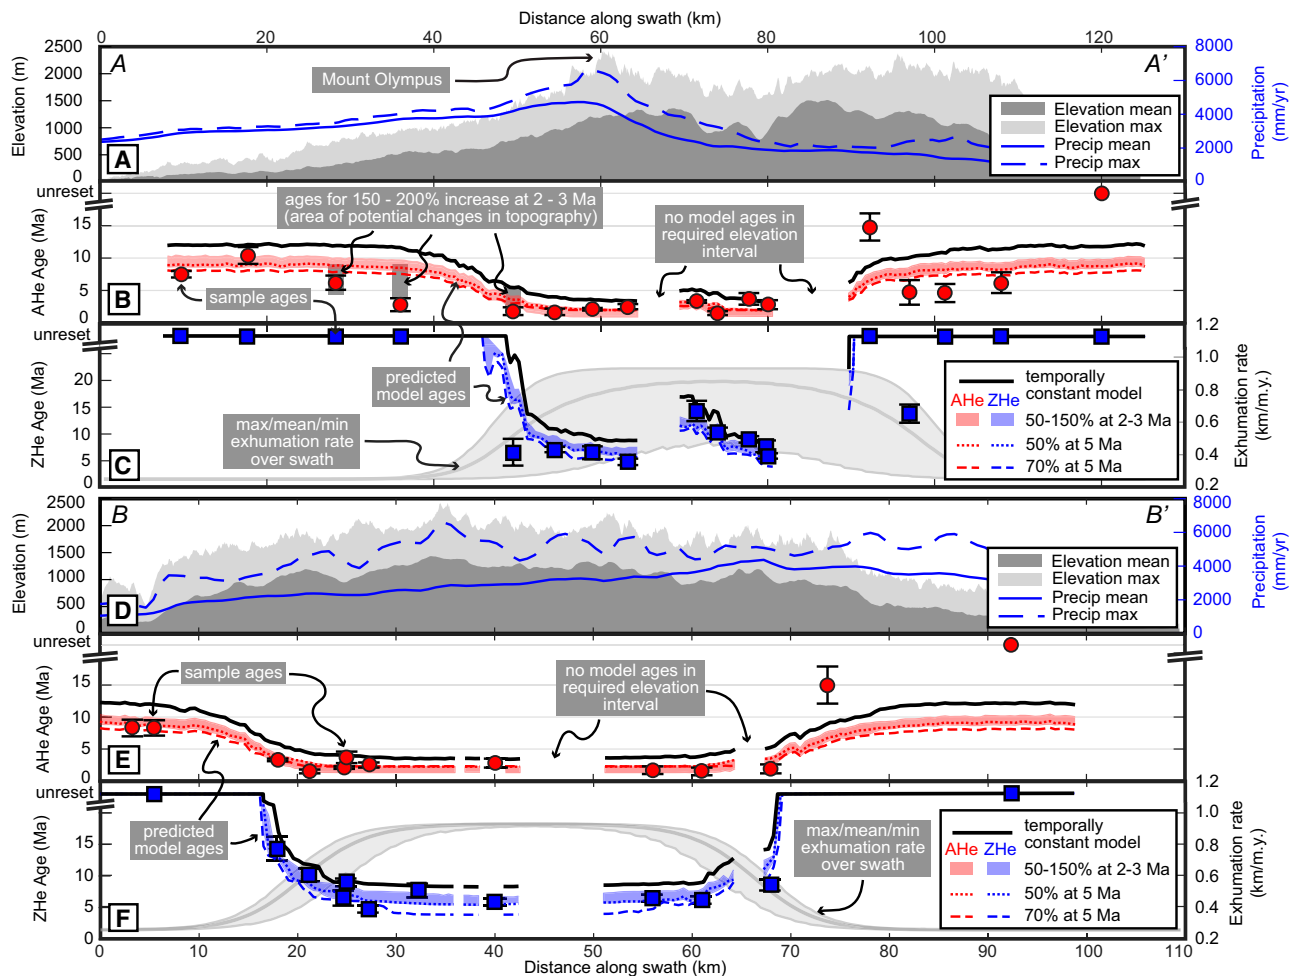 Distance along swath (km)
0 20 40 60 80 100 120
A A'
Mount Olympus
Elevation (m)
2500
2000
1500
1000
500
0
8000
6000
4000
2000
0
Precipitation
(mm/yr)
Elevation mean
Elevation max
Precip mean
Precip max
A
unreset
15
10
5
0
AHe Age (Ma)
ages for 150 - 200% increase at 2 - 3 Ma
(area of potential changes in topography)
no model ages in
required elevation
interval
sample ages
B
unreset
20
15
10
5
0
ZHe Age (Ma)
1.2
1.0
0.8
0.6
0.4
0.2
Exhumation rate
(km/m.y.)
predicted
model ages
max/mean/min
exhumation rate
over swath
temporally
constant model
AHe ZHe
50-150% at 2-3 Ma
50% at 5 Ma
70% at 5 Ma
C
B B'
Elevation (m)
2500
2000
1500
1000
500
0
8000
6000
4000
2000
0
Precipitation
(mm/yr)
Elevation mean
Elevation max
Precip mean
Precip max
D
unreset
15
10
5
0
AHe Age (Ma)
sample ages
no model ages in
required elevation
interval
E
unreset
15
10
5
0
ZHe Age (Ma)
1.2
1.0
0.8
0.6
0.4
0.2
Exhumation rate
(km/m.y.)
predicted
model ages
max/mean/min
exhumation rate
over swath
temporally
constant model
AHe ZHe
50-150% at 2-3 Ma
50% at 5 Ma
70% at 5 Ma
F
0 10 20 30 40 50 60 70 80 90 100 110
Distance along swath (km)